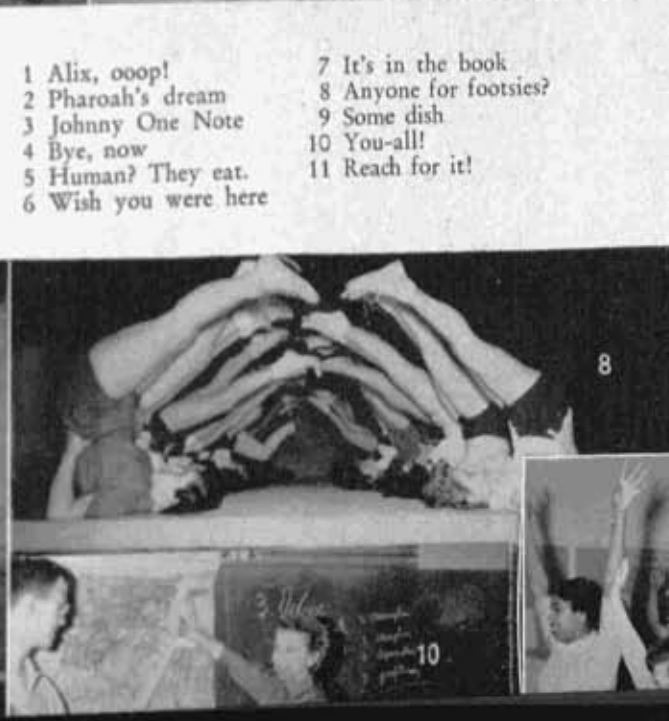 1 Alix, ooop!
2 Pharoah's dream
3 Johnny One Note
4 Bye, now
5 Human? They eat.
6 Wish you were here
7 It's in the book
8 Anyone for footsies?
9 Some dish
10 You-all!
11 Reach for it!
8
3.
10